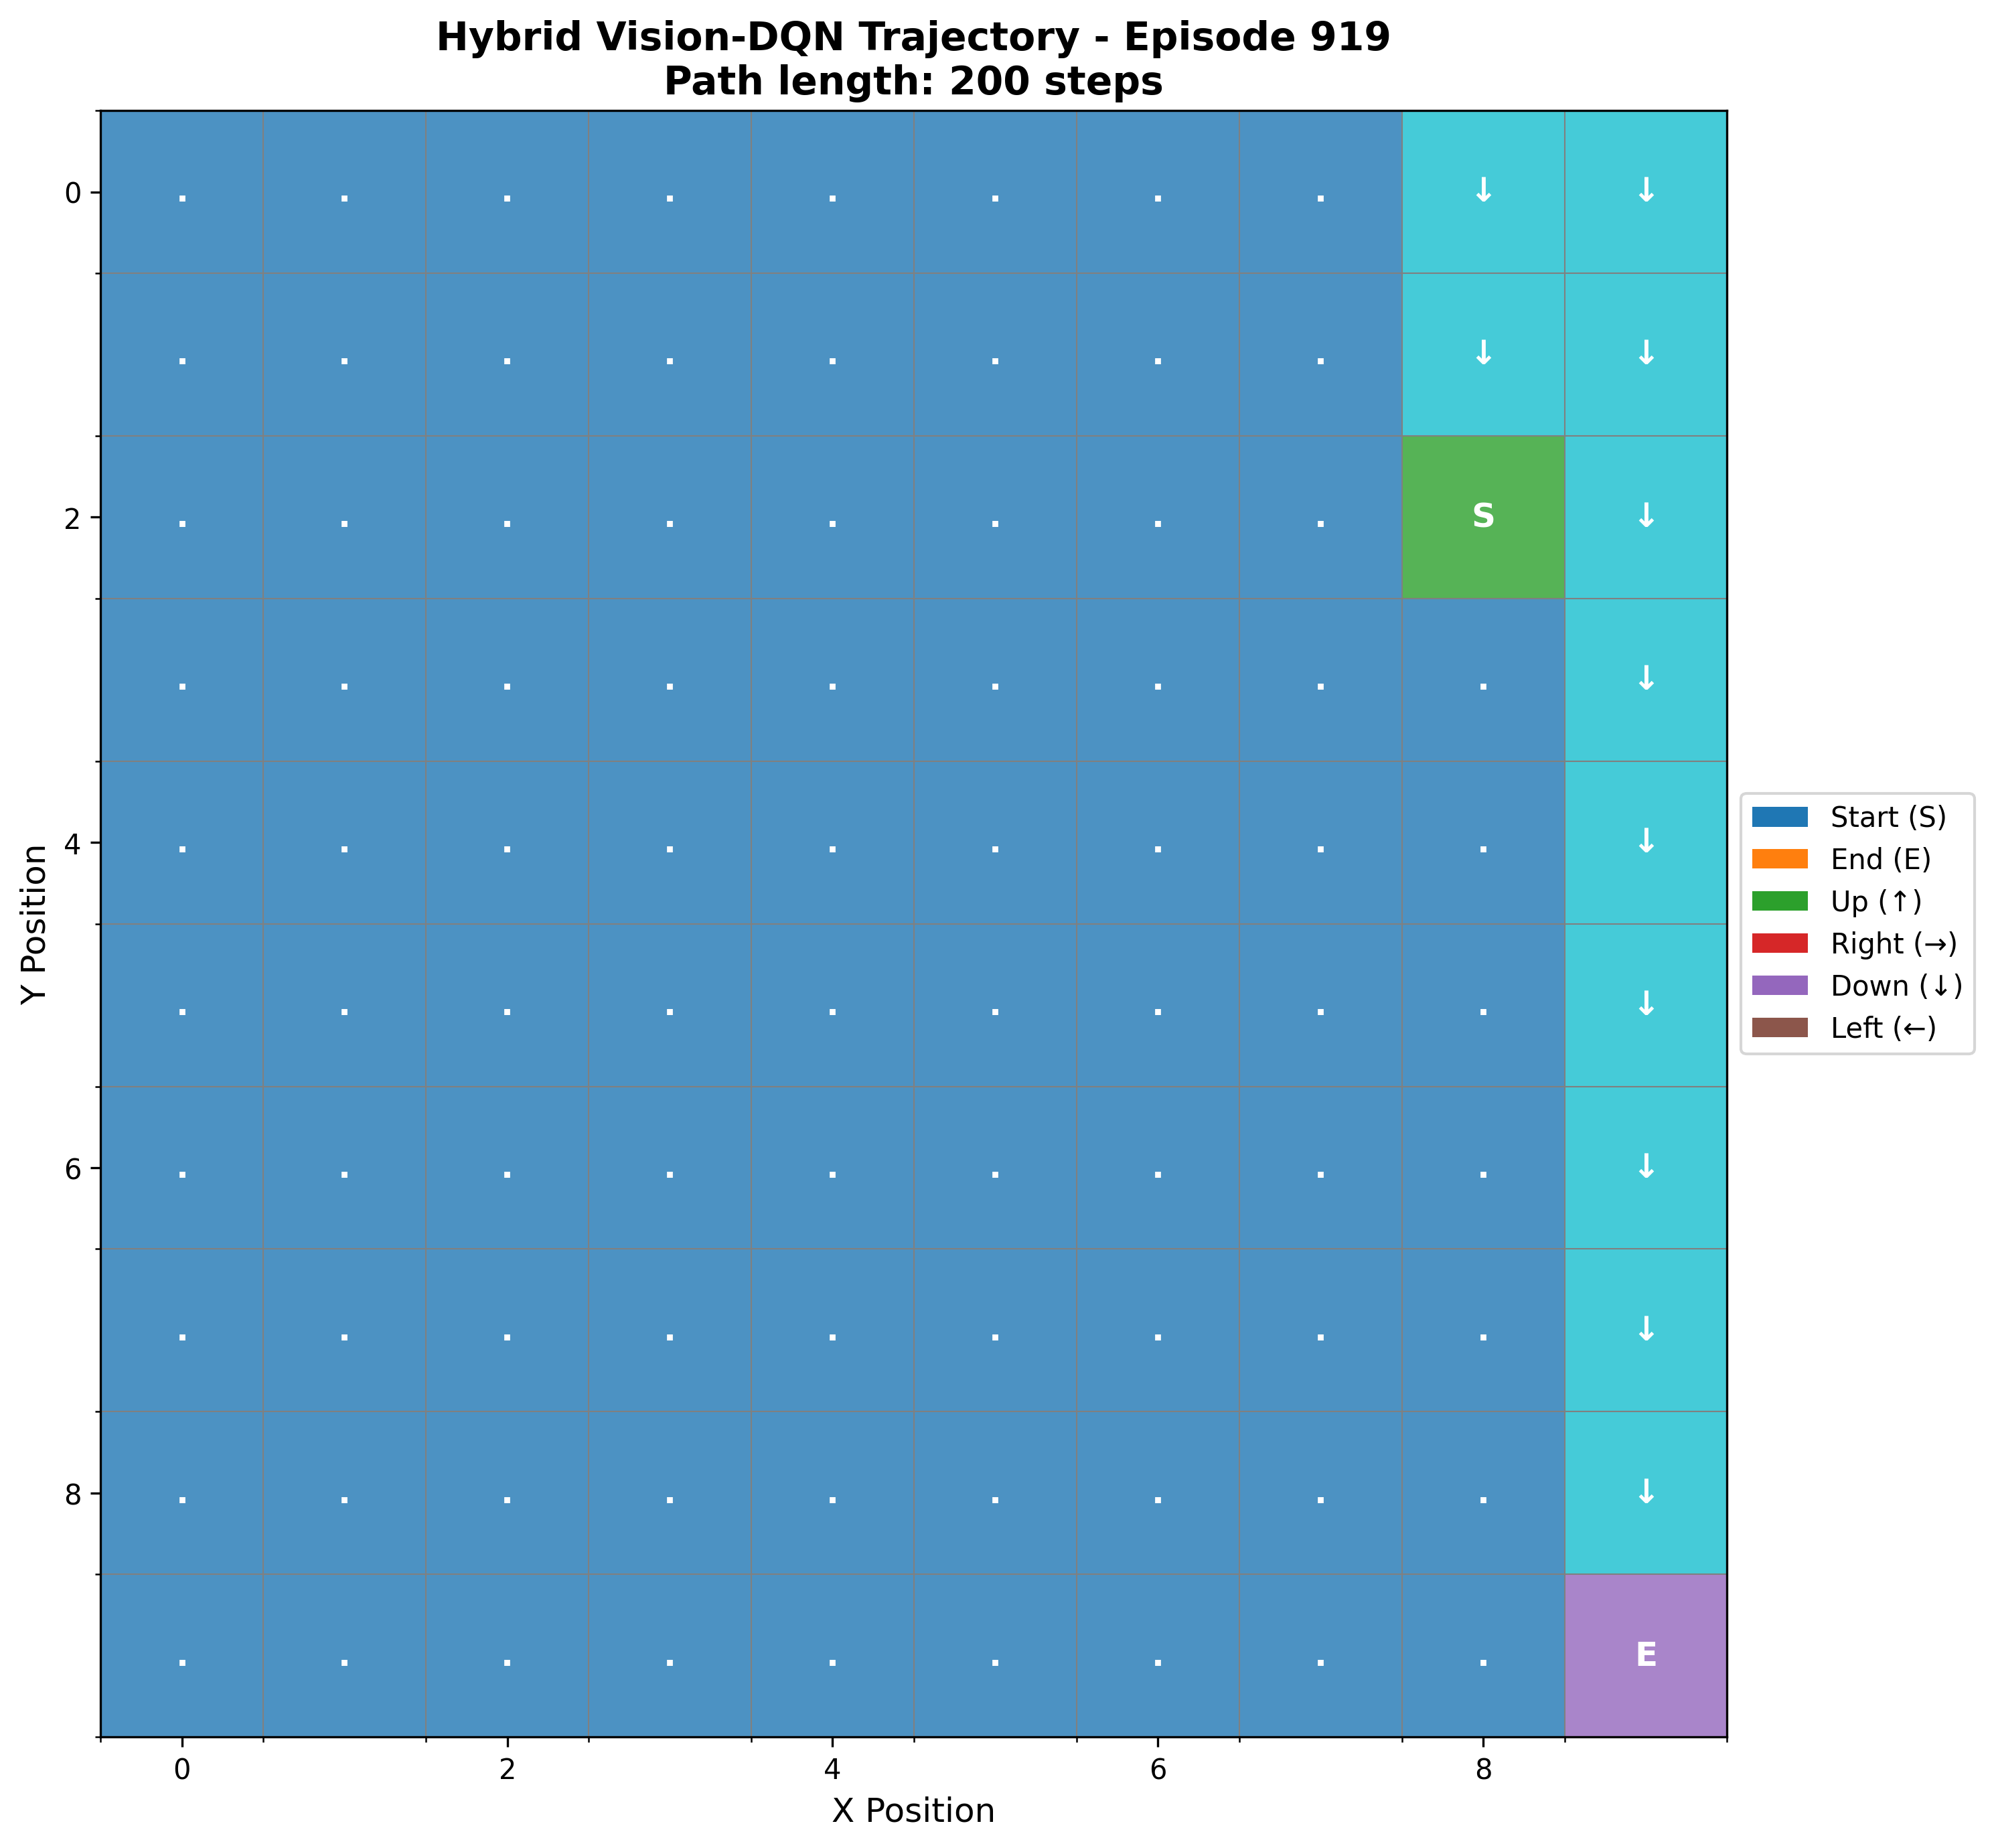 Hybrid Vision-DQN Trajectory - Episode 919
Path length: 200 steps
0 . . . . . . . . ↓ ↓
. . . . . . . . ↓ ↓
2 . . . . . . . . S ↓
. . . . . . . . . ↓
4 . . . . . . . . . ↓
. . . . . . . . . ↓
6 . . . . . . . . . ↓
. . . . . . . . . ↓
8 . . . . . . . . . ↓
. . . . . . . . . E
0 2 4 6 8
X Position
Y Position
Start (S)
End (E)
Up (↑)
Right (→)
Down (↓)
Left (←)